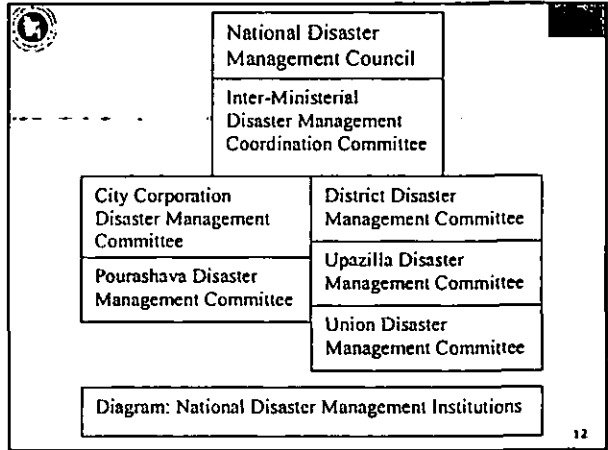 National Disaster
Management Council
Inter-Ministerial
Disaster Management
Coordination Committee
City Corporation
Disaster Management
Committee
Pourashava Disaster
Management Committee
District Disaster
Management Committee
Upazilla Disaster
Management Committee
Union Disaster
Management Committee
Diagram: National Disaster Management Institutions
12